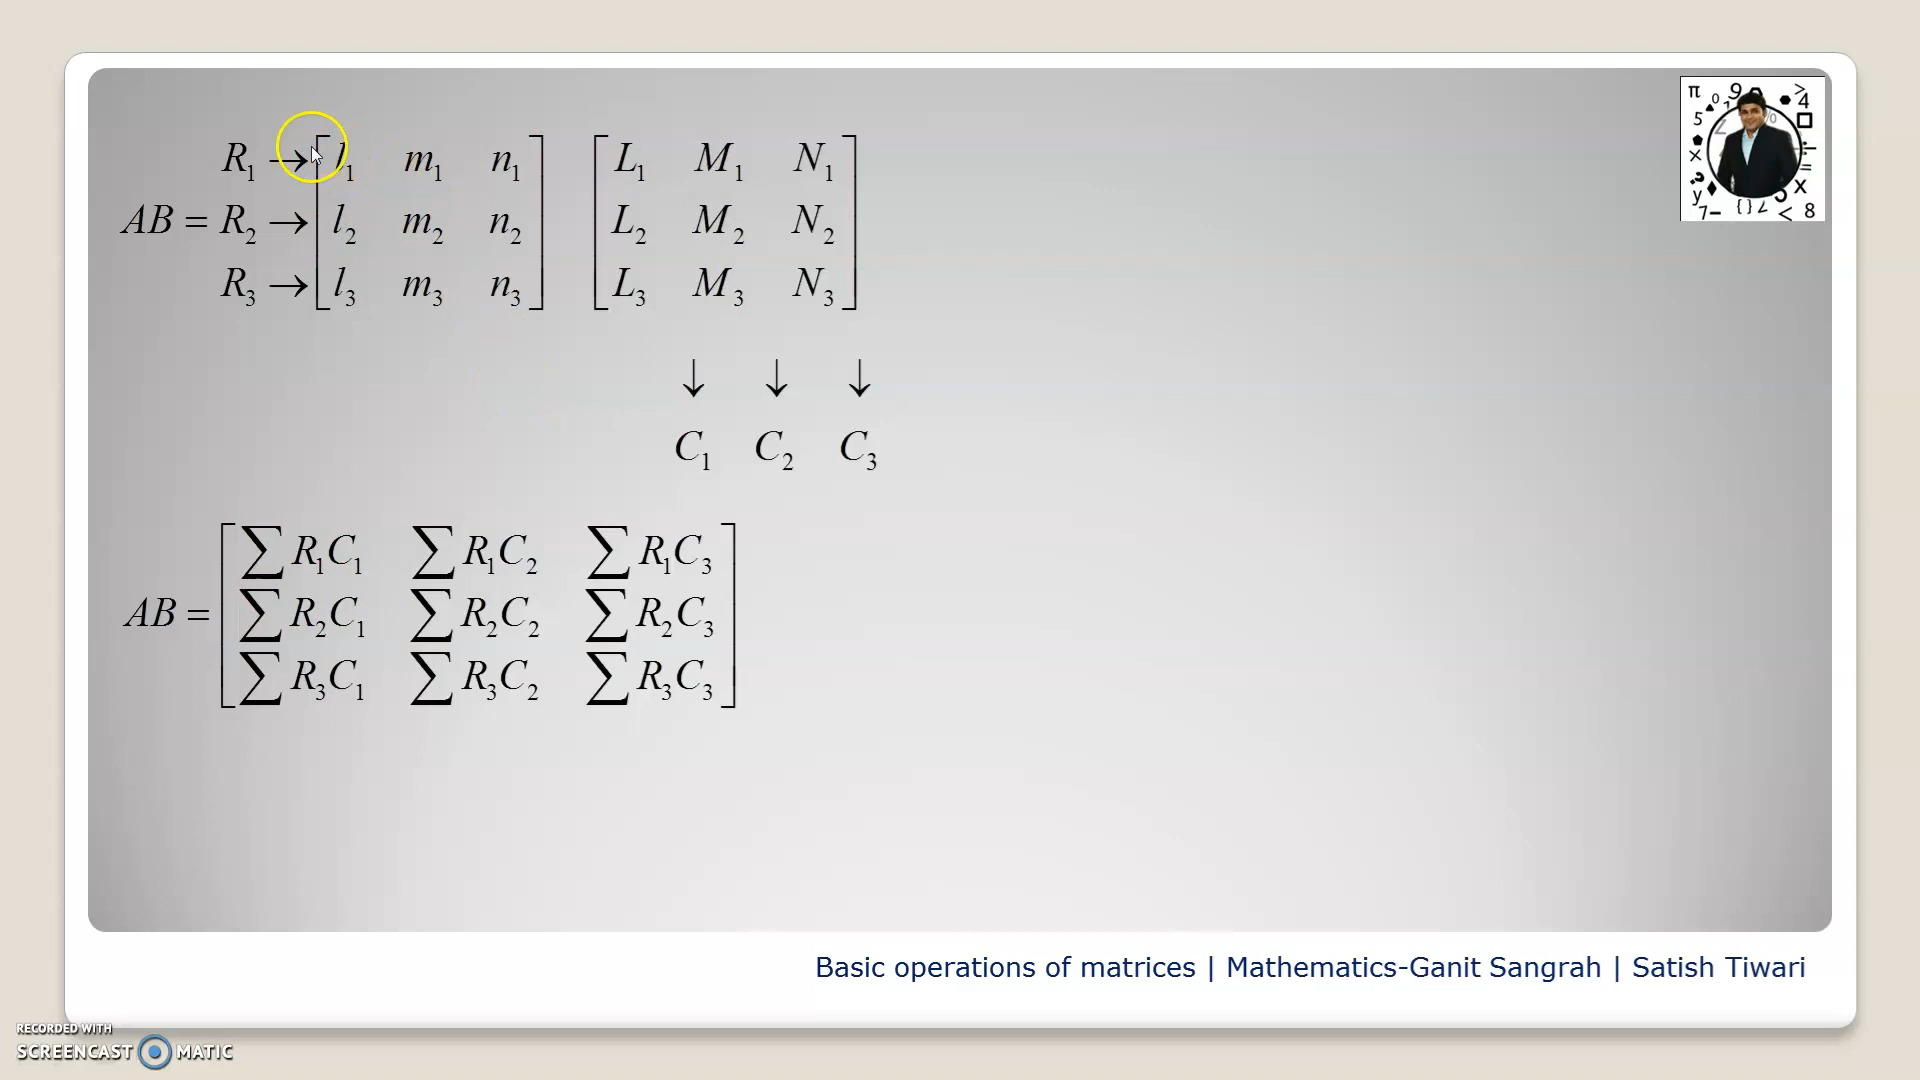 R₁ → [ l₁ m₁ n₁ ] [ L₁ M₁ N₁ ]
AB = R₂ → [ l₂ m₂ n₂ ] [ L₂ M₂ N₂ ]
R₃ → [ l₃ m₃ n₃ ] [ L₃ M₃ N₃ ]
↓ ↓ ↓
C₁ C₂ C₃
[ ∑R₁C₁ ∑R₁C₂ ∑R₁C₃ ]
AB = [ ∑R₂C₁ ∑R₂C₂ ∑R₂C₃ ]
[ ∑R₃C₁ ∑R₃C₂ ∑R₃C₃ ]
Basic operations of matrices | Mathematics-Ganit Sangrah | Satish Tiwari
RECORDED WITH
SCREENCAST MATIC